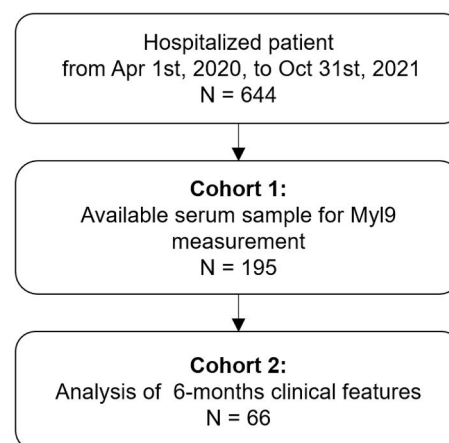 Hospitalized patient
from Apr 1st, 2020, to Oct 31st, 2021
N = 644
Cohort 1:
Available serum sample for Myl9
measurement
N = 195
Cohort 2:
Analysis of 6-months clinical features
N = 66